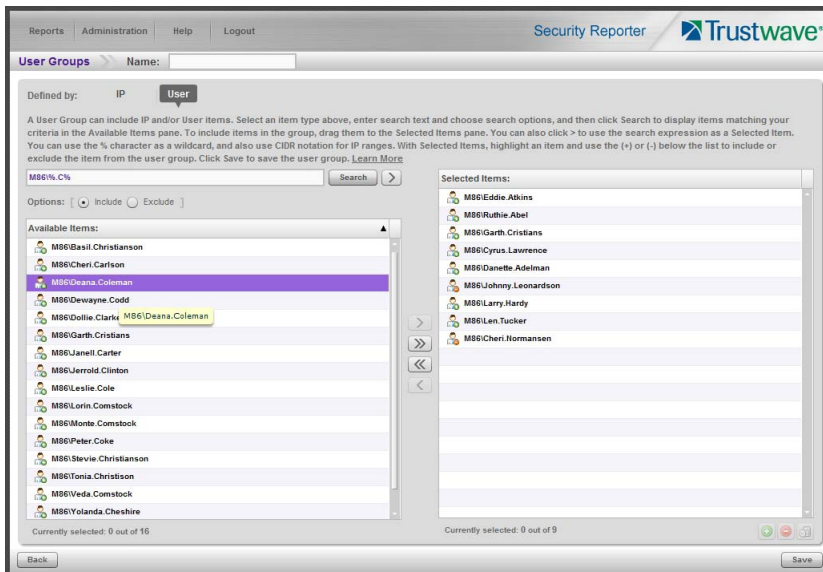 Reports Administration Help Logout
Security Reporter
Trustwave
User Groups Name:
Defined by: IP User
A User Group can include IP and/or User items. Select an item type above, enter search text and choose search options, and then click Search to display items matching your
criteria in the Available Items pane. To include items in the group, drag them to the Selected Items pane. You can also click > to use the search expression as a Selected Item.
You can use the % character as a wildcard, and also use CIDR notation for IP ranges. With Selected Items, highlight an item and use the (+) or (-) below the list to include or
exclude the item from the user group. Click Save to save the user group. Learn More
M86\%.C% Search >
Options: [ Include Exclude ]
Available Items:
M86\Basil.Christianson
M86\Cheri.Carlson
M86\Deana.Coleman
M86\Dewayne.Codd
M86\Dollie.Clarke
M86\Deana.Coleman
M86\Garth.Cristians
M86\Janell.Carter
M86\Jerrold.Clinton
M86\Leslie.Cole
M86\Lorin.Comstock
M86\Monte.Comstock
M86\Peter.Coke
M86\Stevie.Christianson
M86\Tonia.Christison
M86\Veda.Comstock
M86\Yolanda.Cheshire
Currently selected: 0 out of 16
Selected Items:
M86\Eddie.Atkins
M86\Ruthie.Abel
M86\Garth.Cristians
M86\Cyrus.Lawrence
M86\Danette.Adelman
M86\Johnny.Leonardson
M86\Larry.Hardy
M86\Len.Tucker
M86\Cheri.Normansen
Currently selected: 0 out of 9
Back
Save